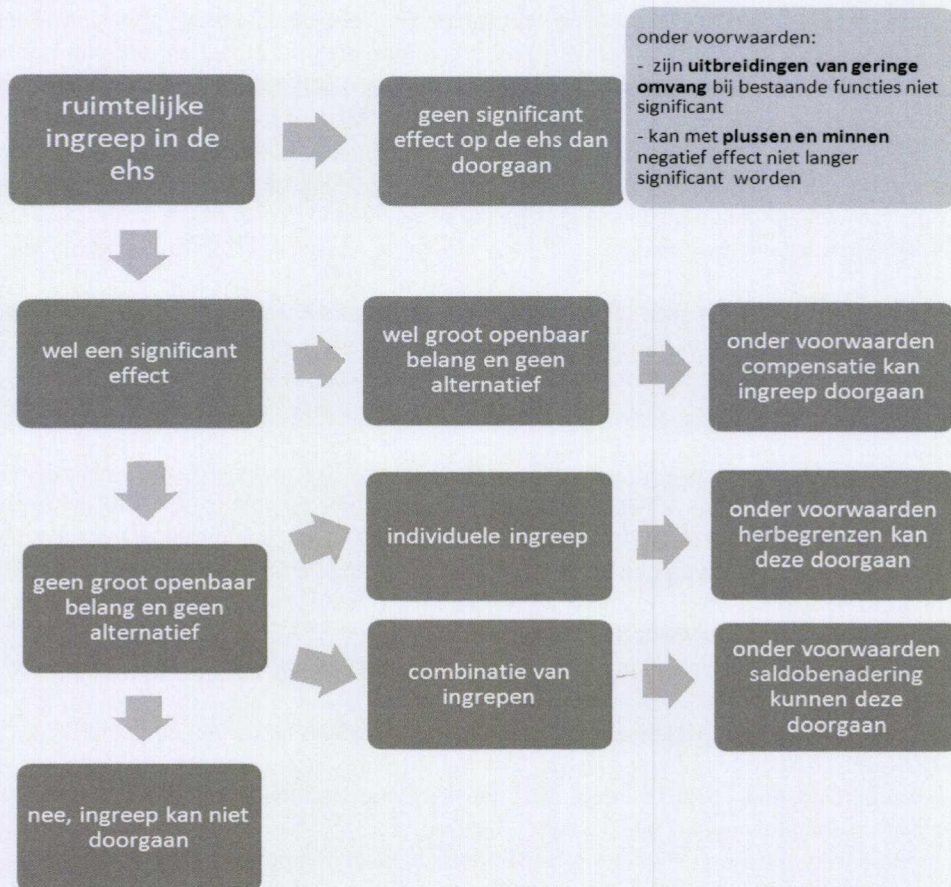 ruimtelijke
ingreep in de
ehs
geen significant
effect op de ehs dan
doorgaan
onder voorwaarden:
- zijn uitbreidingen van geringe
omvang bij bestaande functies niet
significant
- kan met plussen en minnen
negatief effect niet langer
significant worden
wel een significant
effect
wel groot openbaar
belang en geen
alternatief
onder voorwaarden
compensatie kan
ingreep doorgaan
geen groot openbaar
belang en geen
alternatief
individuele ingreep
onder voorwaarden
herbegrenzen kan
deze doorgaan
combinatie van
ingrepen
onder voorwaarden
saldobenadering
kunnen deze
doorgaan
nee, ingreep kan niet
doorgaan